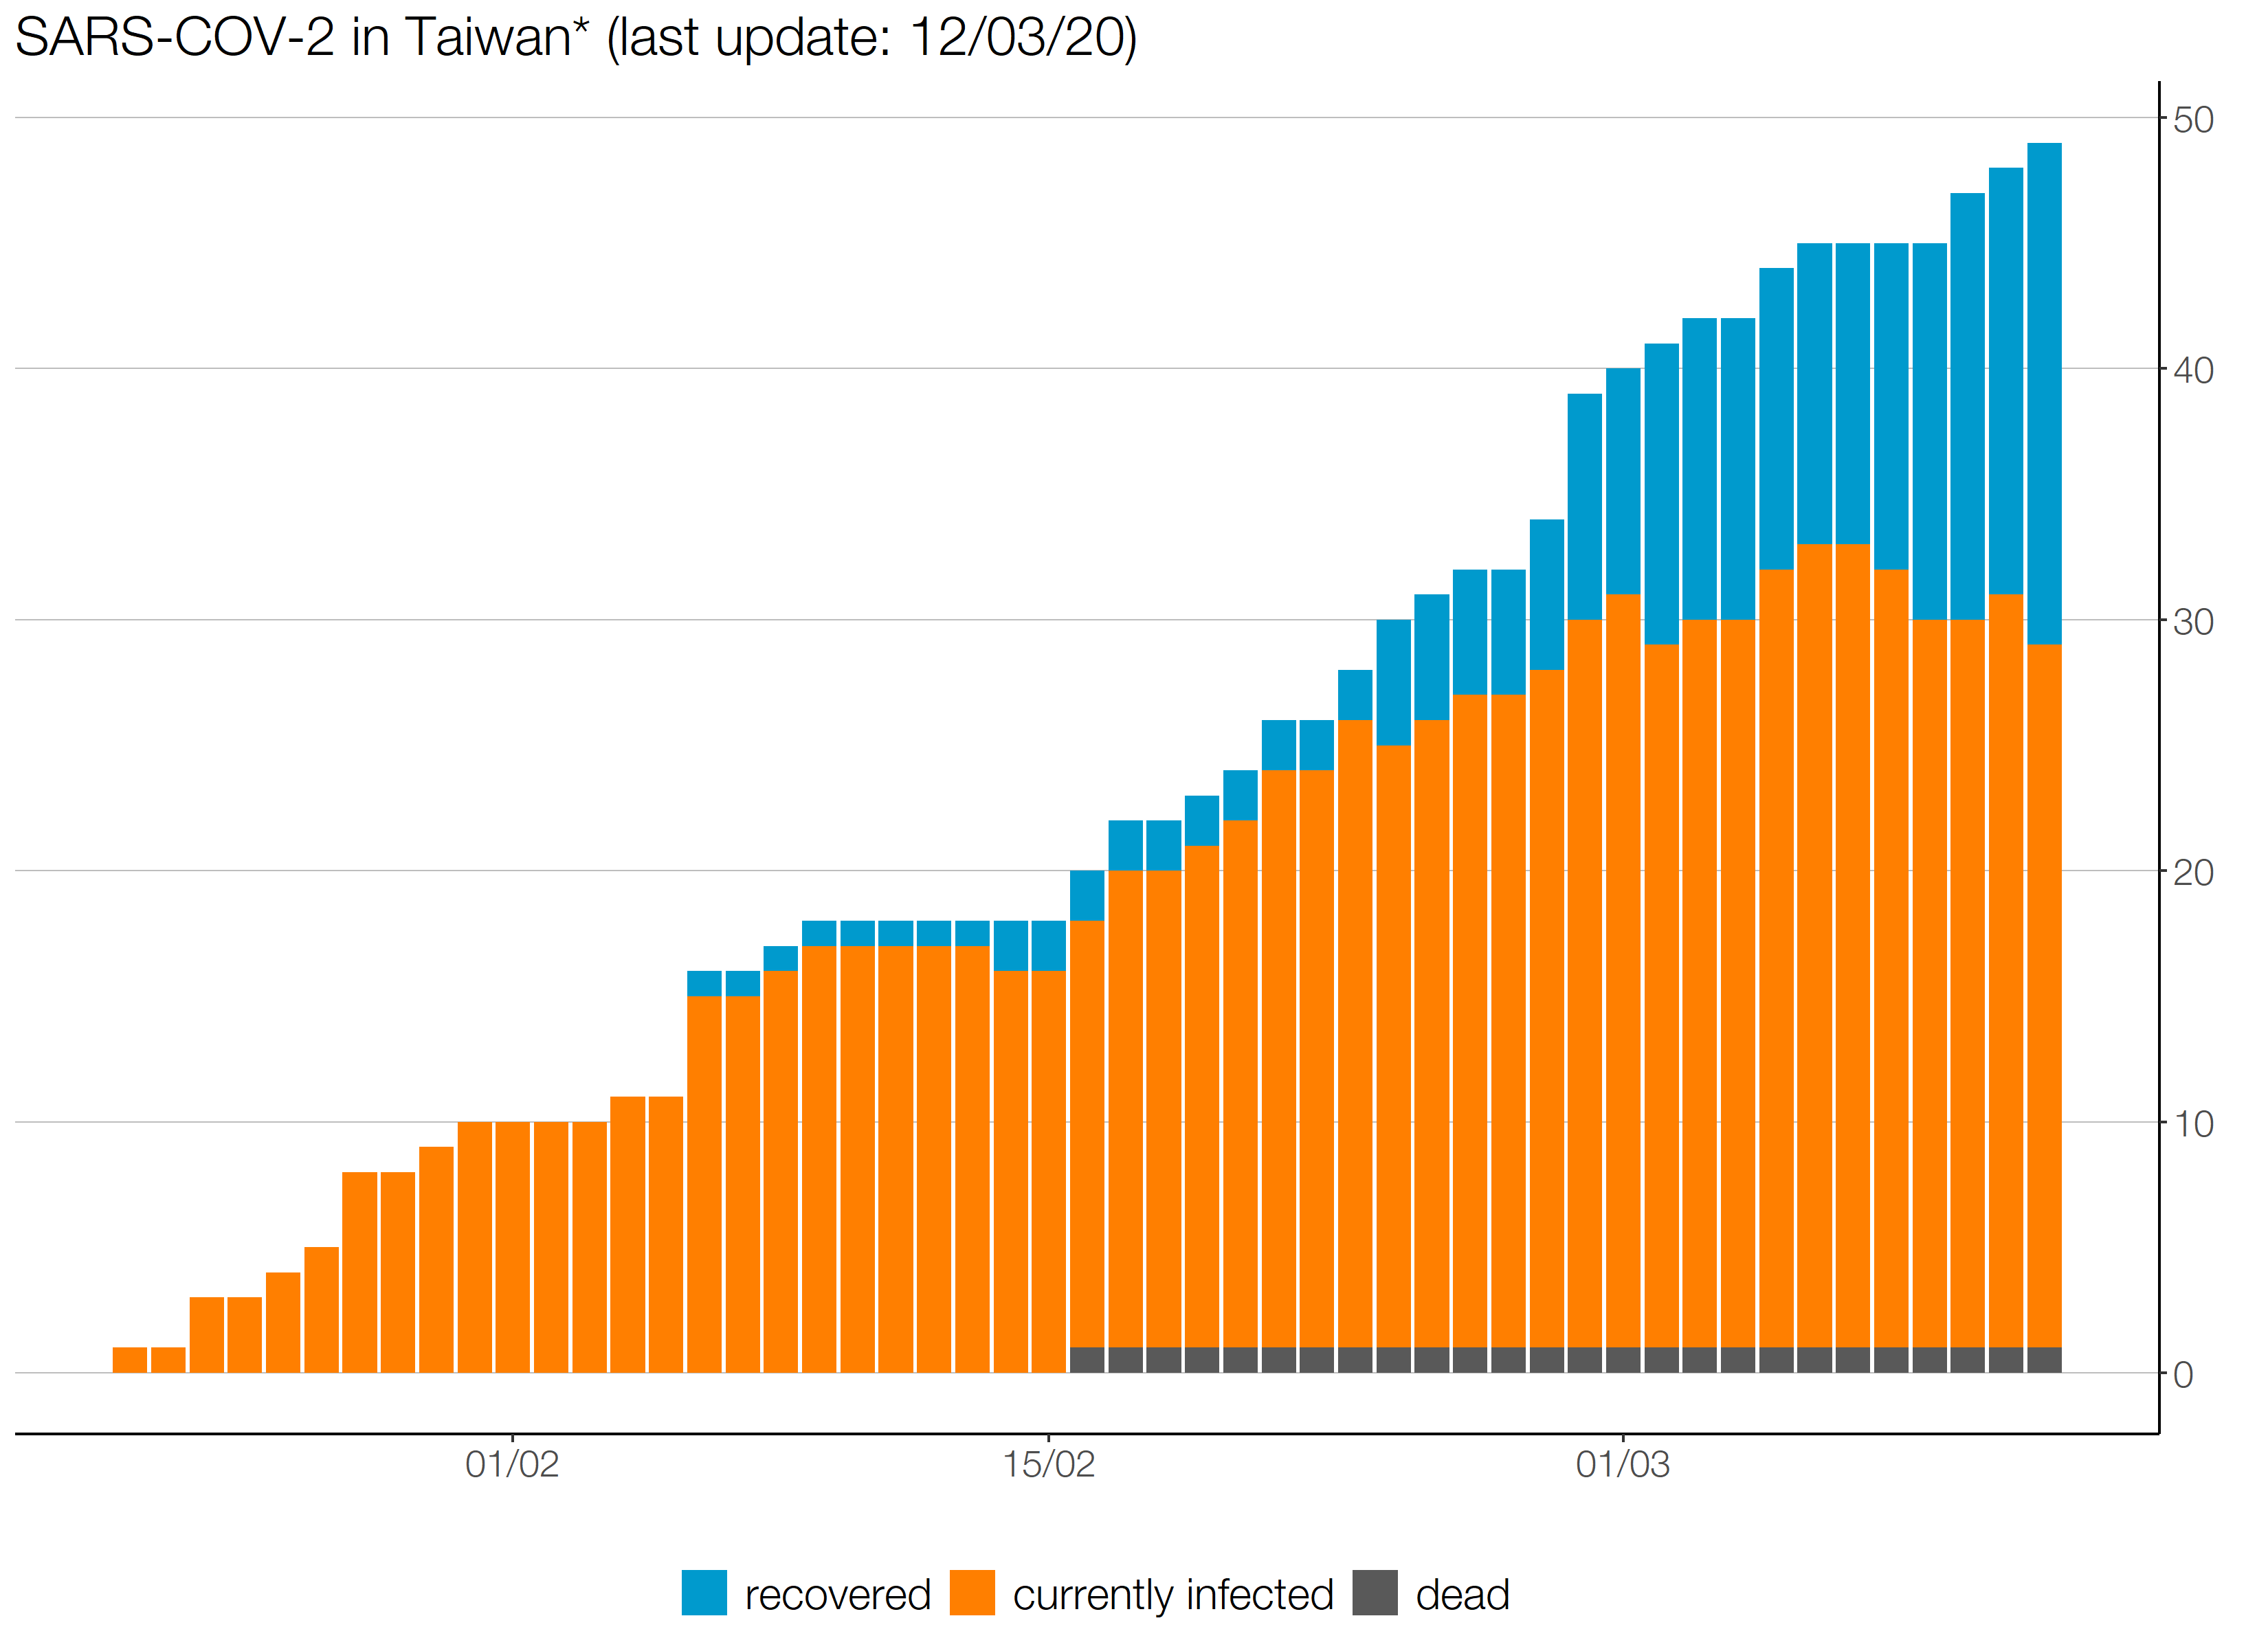 SARS-COV-2 in Taiwan* (last update: 12/03/20)
50
40
30
20
10
0
01/02 15/02 01/03
recovered currently infected dead